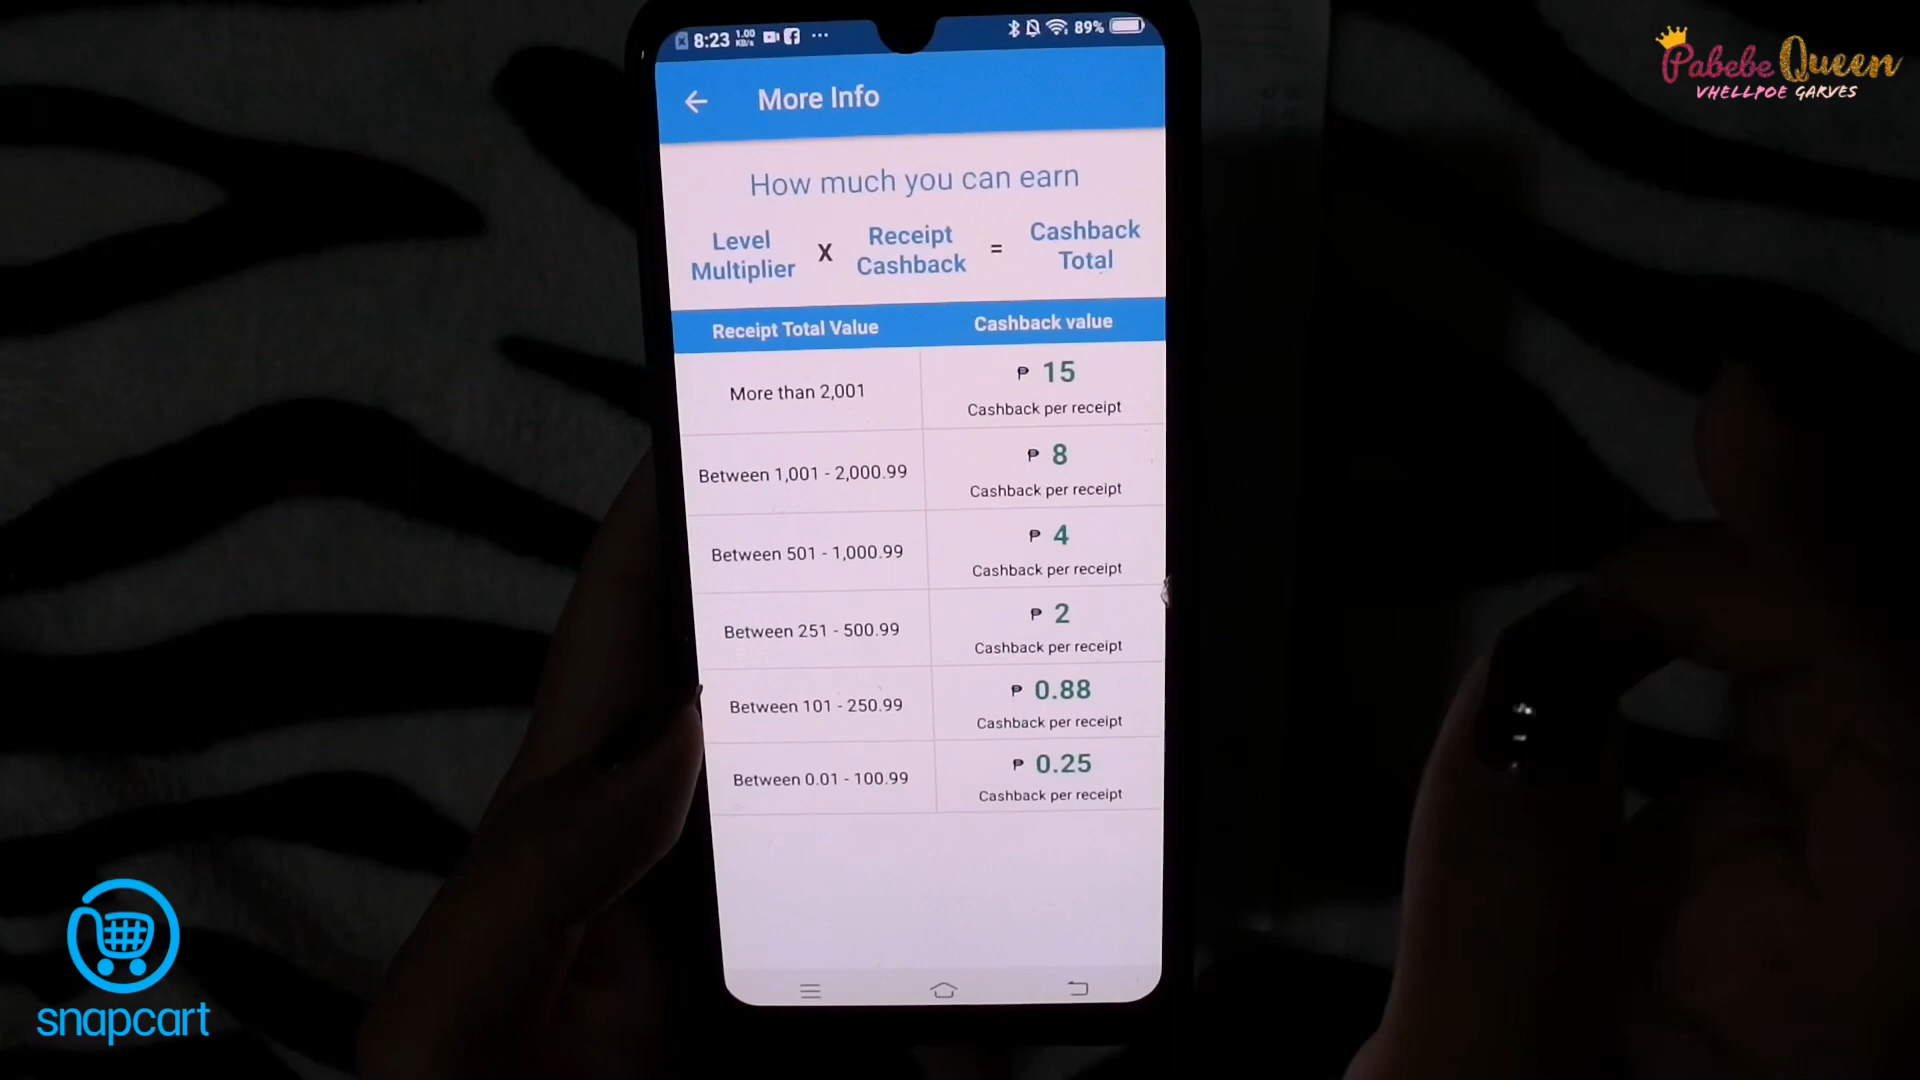 8:23 1.00 KB/s ... 89%
Pabebe Queen
VHELLPOE GARVES
More Info
How much you can earn
Level Multiplier X Receipt Cashback = Cashback Total
Receipt Total Value Cashback value
More than 2,001 ₱ 15
Cashback per receipt
Between 1,001 - 2,000.99 ₱ 8
Cashback per receipt
Between 501 - 1,000.99 ₱ 4
Cashback per receipt
Between 251 - 500.99 ₱ 2
Cashback per receipt
Between 101 - 250.99 ₱ 0.88
Cashback per receipt
Between 0.01 - 100.99 ₱ 0.25
Cashback per receipt
snapcart